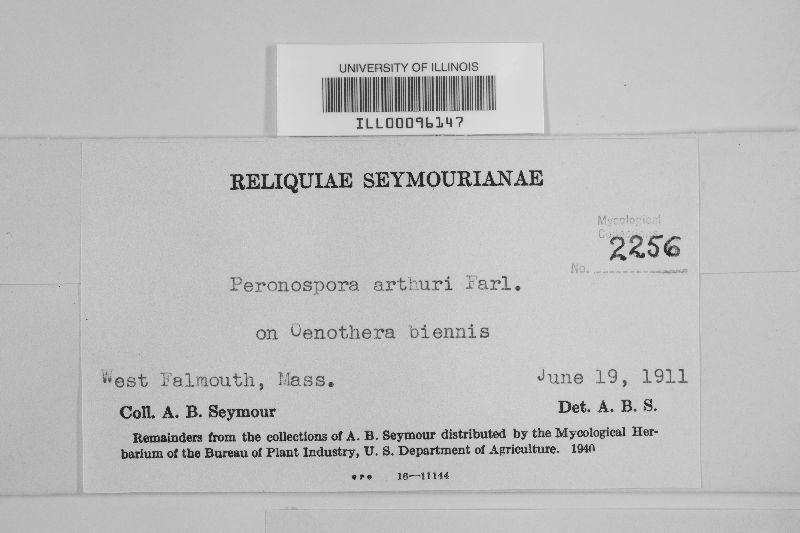 UNIVERSITY OF ILLINOIS
ILL00096147
RELIQUIAE SEYMOURIANAE
Mycological
Collections
No. 2256
Peronospora arthuri Farl.
on Oenothera biennis
West Falmouth, Mass. June 19, 1911
Coll. A. B. Seymour Det. A. B. S.
Remainders from the collections of A. B. Seymour distributed by the Mycological Her-
barium of the Bureau of Plant Industry, U. S. Department of Agriculture. 1940
16—11144